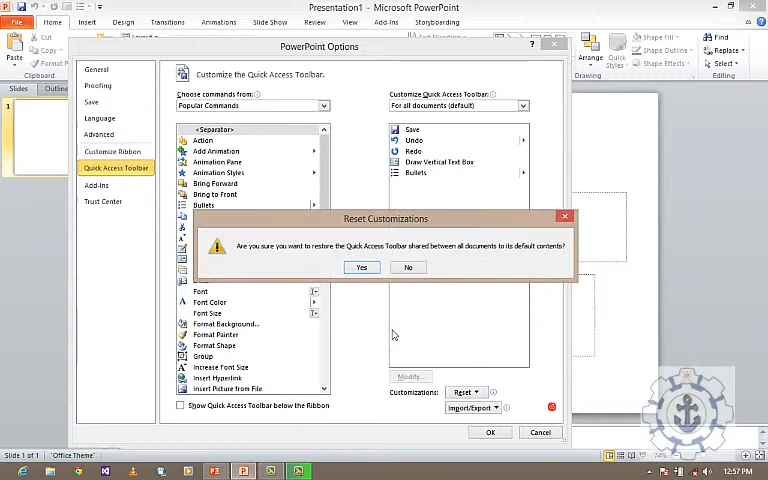 Presentation1 - Microsoft PowerPoint
File Home Insert Design Transitions Animations Slide Show Review View Add-Ins Storyboarding
Cut
Copy
Paste
Format P
Clipboard
Arrange
Quick Styles
Shape Fill
Shape Outline
Shape Effects
Drawing
Find
Replace
Select
Editing
Slides Outline
1
PowerPoint Options
General
Proofing
Save
Language
Advanced
Customize Ribbon
Quick Access Toolbar
Add-Ins
Trust Center
Customize the Quick Access Toolbar.
Choose commands from:
Popular Commands
<Separator>
Action
Add Animation
Animation Pane
Animation Styles
Bring Forward
Bring to Front
Bullets
Customize Quick Access Toolbar:
For all documents (default)
Save
Undo
Redo
Draw Vertical Text Box
Bullets
Reset Customizations
Are you sure you want to restore the Quick Access Toolbar shared between all documents to its default contents?
Yes No
Font
Font Color
Font Size
Format Background...
Format Painter
Format Shape
Group
Increase Font Size
Insert Hyperlink
Insert Picture from File
Modify...
Customizations: Reset
Import/Export
Show Quick Access Toolbar below the Ribbon
OK Cancel
Slide 1 of 1 "Office Theme" 74%
12:57 PM